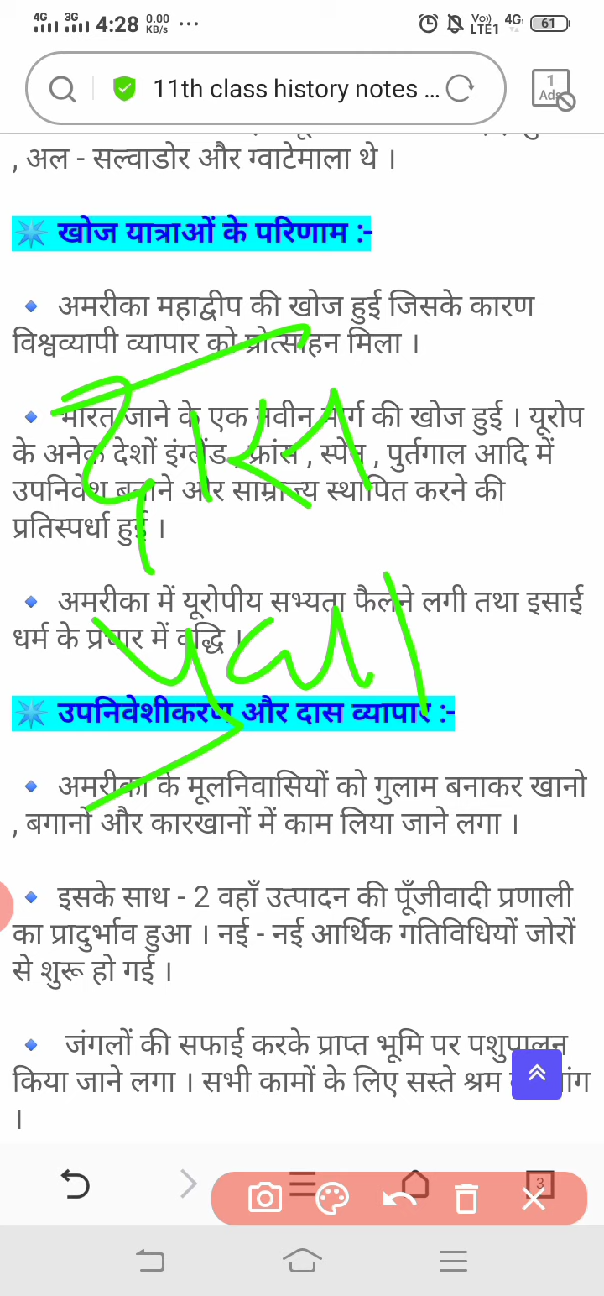 4G 3G 4:28 0.00 KB/s ... Vo)) LTE1 4G 61
11th class history notes ... 1 Ads
, अल - सल्वाडोर और ग्वाटेमाला थे ।
खोज यात्राओं के परिणाम :-
अमरीका महाद्वीप की खोज हुई जिसके कारण
विश्वव्यापी व्यापार को प्रोत्साहन मिला ।
भारत जाने के एक नवीन मार्ग की खोज हुई । यूरोप
के अनेक देशों इंग्लैंड , फ्रांस , स्पेन , पुर्तगाल आदि में
उपनिवेश बनाने और साम्राज्य स्थापित करने की
प्रतिस्पर्धा हुई ।
अमरीका में यूरोपीय सभ्यता फैलने लगी तथा इसाई
धर्म के प्रचार में वृद्धि ।
उपनिवेशीकरण और दास व्यापार :-
अमरीका के मूलनिवासियों को गुलाम बनाकर खानो
, बगानों और कारखानों में काम लिया जाने लगा ।
इसके साथ - 2 वहाँ उत्पादन की पूँजीवादी प्रणाली
का प्रादुर्भाव हुआ । नई - नई आर्थिक गतिविधियों जोरों
से शुरू हो गई ।
जंगलों की सफाई करके प्राप्त भूमि पर पशुपालन
किया जाने लगा । सभी कामों के लिए सस्ते श्रम
।
3